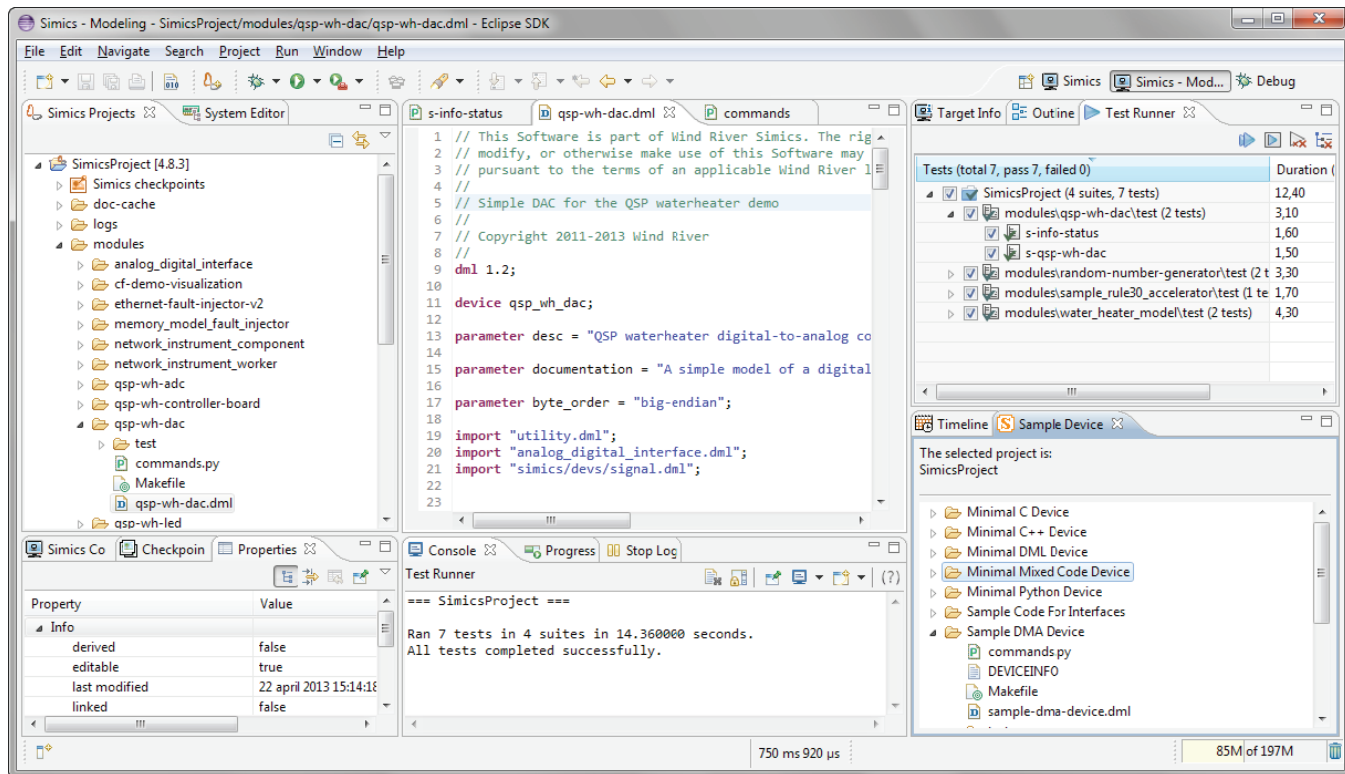 Simics - Modeling - SimicsProject/modules/qsp-wh-dac/qsp-wh-dac.dml - Eclipse SDK
File Edit Navigate Search Project Run Window Help
010
Simics Simics - Mod... Debug
Simics Projects System Editor
SimicsProject [4.8.3]
Simics checkpoints
doc-cache
logs
modules
analog_digital_interface
cf-demo-visualization
ethernet-fault-injector-v2
memory_model_fault_injector
network_instrument_component
network_instrument_worker
qsp-wh-adc
qsp-wh-controller-board
qsp-wh-dac
test
commands.py
Makefile
qsp-wh-dac.dml
qsp-wh-led
s-info-status qsp-wh-dac.dml commands
1 // This Software is part of Wind River Simics. The rig
2 // modify, or otherwise make use of this Software may
3 // pursuant to the terms of an applicable Wind River l
4 //
5 // Simple DAC for the QSP waterheater demo
6 //
7 // Copyright 2011-2013 Wind River
8 //
9 dml 1.2;
10
11 device qsp_wh_dac;
12
13 parameter desc = "QSP waterheater digital-to-analog co
14
15 parameter documentation = "A simple model of a digital
16
17 parameter byte_order = "big-endian";
18
19 import "utility.dml";
20 import "analog_digital_interface.dml";
21 import "simics/devs/signal.dml";
22
23
Target Info Outline Test Runner
Tests (total 7, pass 7, failed 0) Duration (
SimicsProject (4 suites, 7 tests) 12,40
modules\qsp-wh-dac\test (2 tests) 3,10
s-info-status 1,60
s-qsp-wh-dac 1,50
modules\random-number-generator\test (2 t 3,30
modules\sample_rule30_accelerator\test (1 te 1,70
modules\water_heater_model\test (2 tests) 4,30
Timeline Sample Device
The selected project is:
SimicsProject
Minimal C Device
Minimal C++ Device
Minimal DML Device
Minimal Mixed Code Device
Minimal Python Device
Sample Code For Interfaces
Sample DMA Device
commands.py
DEVICEINFO
Makefile
sample-dma-device.dml
Simics Co Checkpoin Properties
Property Value
Info
derived false
editable true
last modified 22 april 2013 15:14:18
linked false
Console Progress Stop Log
Test Runner (?)
=== SimicsProject ===
Ran 7 tests in 4 suites in 14.360000 seconds.
All tests completed successfully.
750 ms 920 µs
85M of 197M